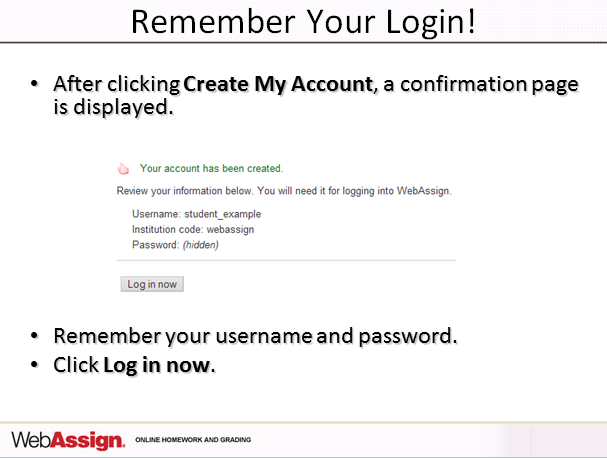 Remember Your Login!
• After clicking Create My Account, a confirmation page
is displayed.
Your account has been created.
Review your information below. You will need it for logging into WebAssign.
Username: student_example
Institution code: webassign
Password: (hidden)
Log in now
• Remember your username and password.
• Click Log in now.
WebAssign. ONLINE HOMEWORK AND GRADING